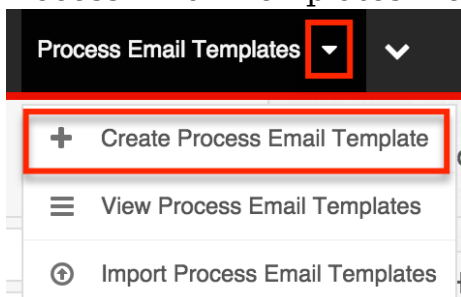 Process Email Templates
Create Process Email Template
View Process Email Templates
Import Process Email Templates